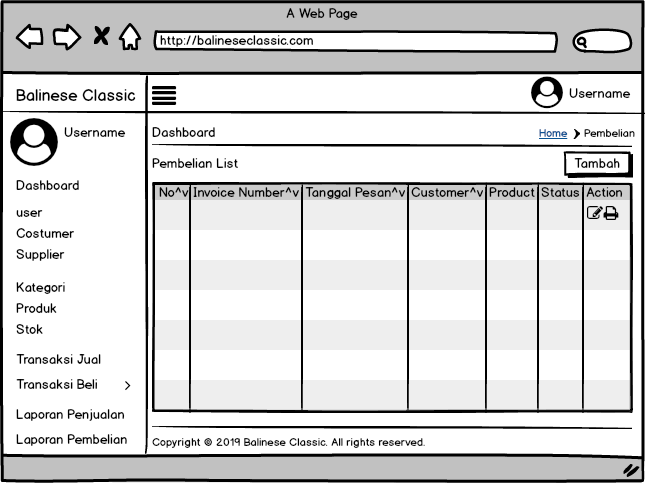 A Web Page
http://balineseclassic.com
Balinese Classic
Username
Username
Dashboard
user
Costumer
Supplier
Kategori
Produk
Stok
Transaksi Jual
Transaksi Beli >
Laporan Penjualan
Laporan Pembelian
Dashboard
Home > Pembelian
Pembelian List
Tambah
No^v Invoice Number^v Tanggal Pesan^v Customer^v Product Status Action
Copyright © 2019 Balinese Classic. All rights reserved.